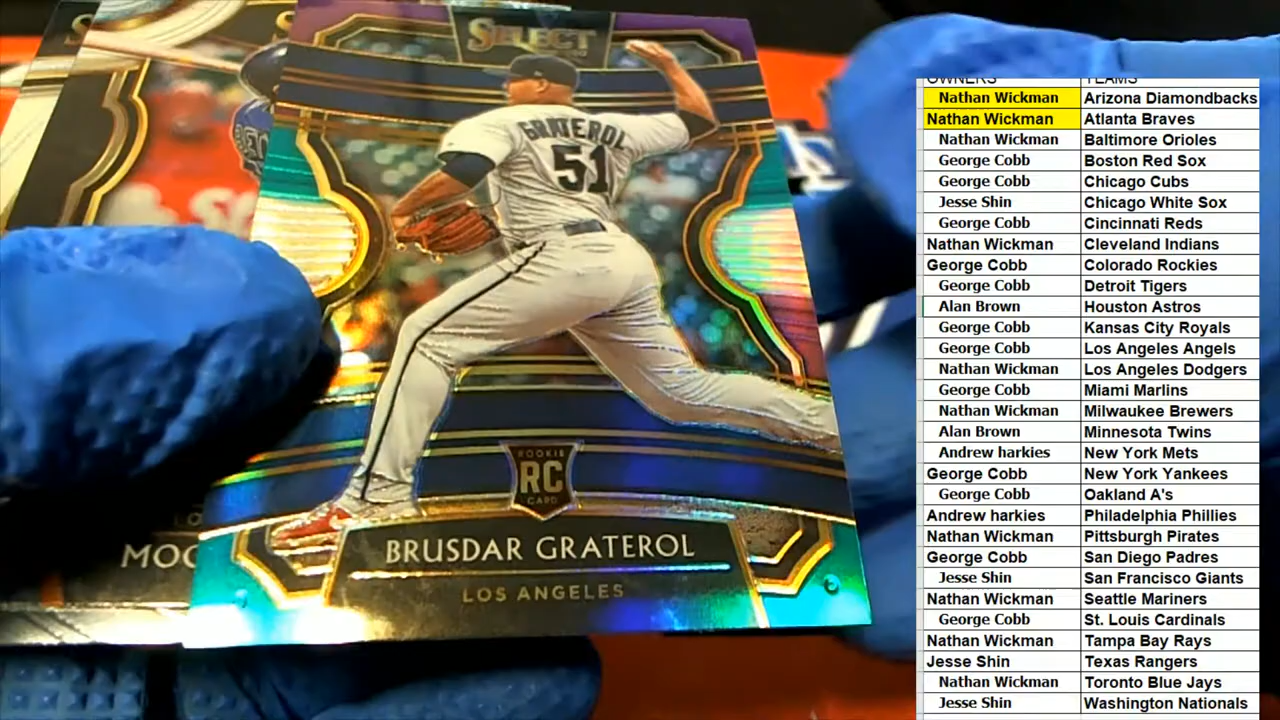 SELECT
GRATEROL
51
ROOKIE
RC
CARD
BRUSDAR GRATEROL
LOS ANGELES
MOO
OWNERS TEAMS
Nathan Wickman Arizona Diamondbacks
Nathan Wickman Atlanta Braves
Nathan Wickman Baltimore Orioles
George Cobb Boston Red Sox
George Cobb Chicago Cubs
Jesse Shin Chicago White Sox
George Cobb Cincinnati Reds
Nathan Wickman Cleveland Indians
George Cobb Colorado Rockies
George Cobb Detroit Tigers
Alan Brown Houston Astros
George Cobb Kansas City Royals
George Cobb Los Angeles Angels
Nathan Wickman Los Angeles Dodgers
George Cobb Miami Marlins
Nathan Wickman Milwaukee Brewers
Alan Brown Minnesota Twins
Andrew harkies New York Mets
George Cobb New York Yankees
George Cobb Oakland A's
Andrew harkies Philadelphia Phillies
Nathan Wickman Pittsburgh Pirates
George Cobb San Diego Padres
Jesse Shin San Francisco Giants
Nathan Wickman Seattle Mariners
George Cobb St. Louis Cardinals
Nathan Wickman Tampa Bay Rays
Jesse Shin Texas Rangers
Nathan Wickman Toronto Blue Jays
Jesse Shin Washington Nationals